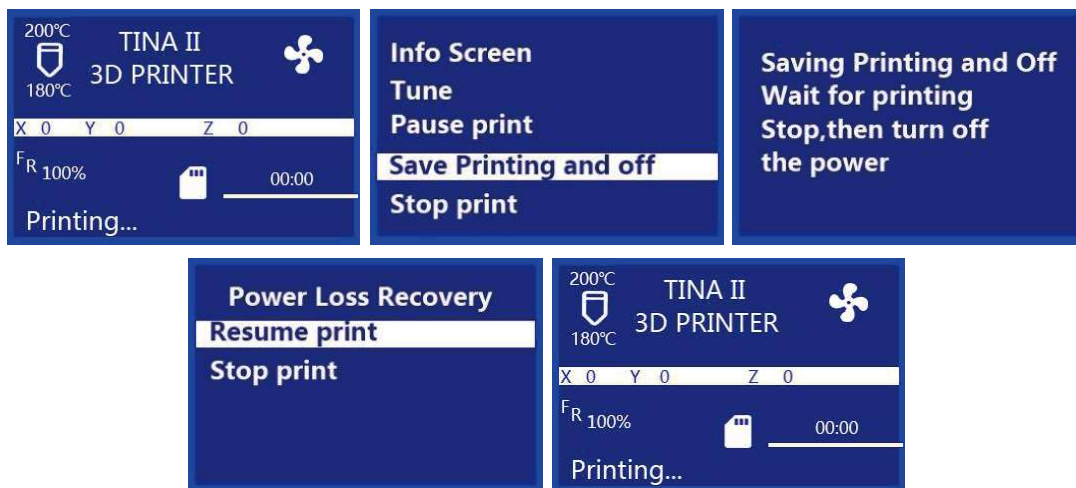 200℃
TINA II
3D PRINTER
180℃
X 0 Y 0 Z 0
FR 100%
00:00
Printing...
Info Screen
Tune
Pause print
Save Printing and off
Stop print
Saving Printing and Off
Wait for printing
Stop,then turn off
the power
Power Loss Recovery
Resume print
Stop print
200℃
TINA II
3D PRINTER
180℃
X 0 Y 0 Z 0
FR 100%
00:00
Printing...